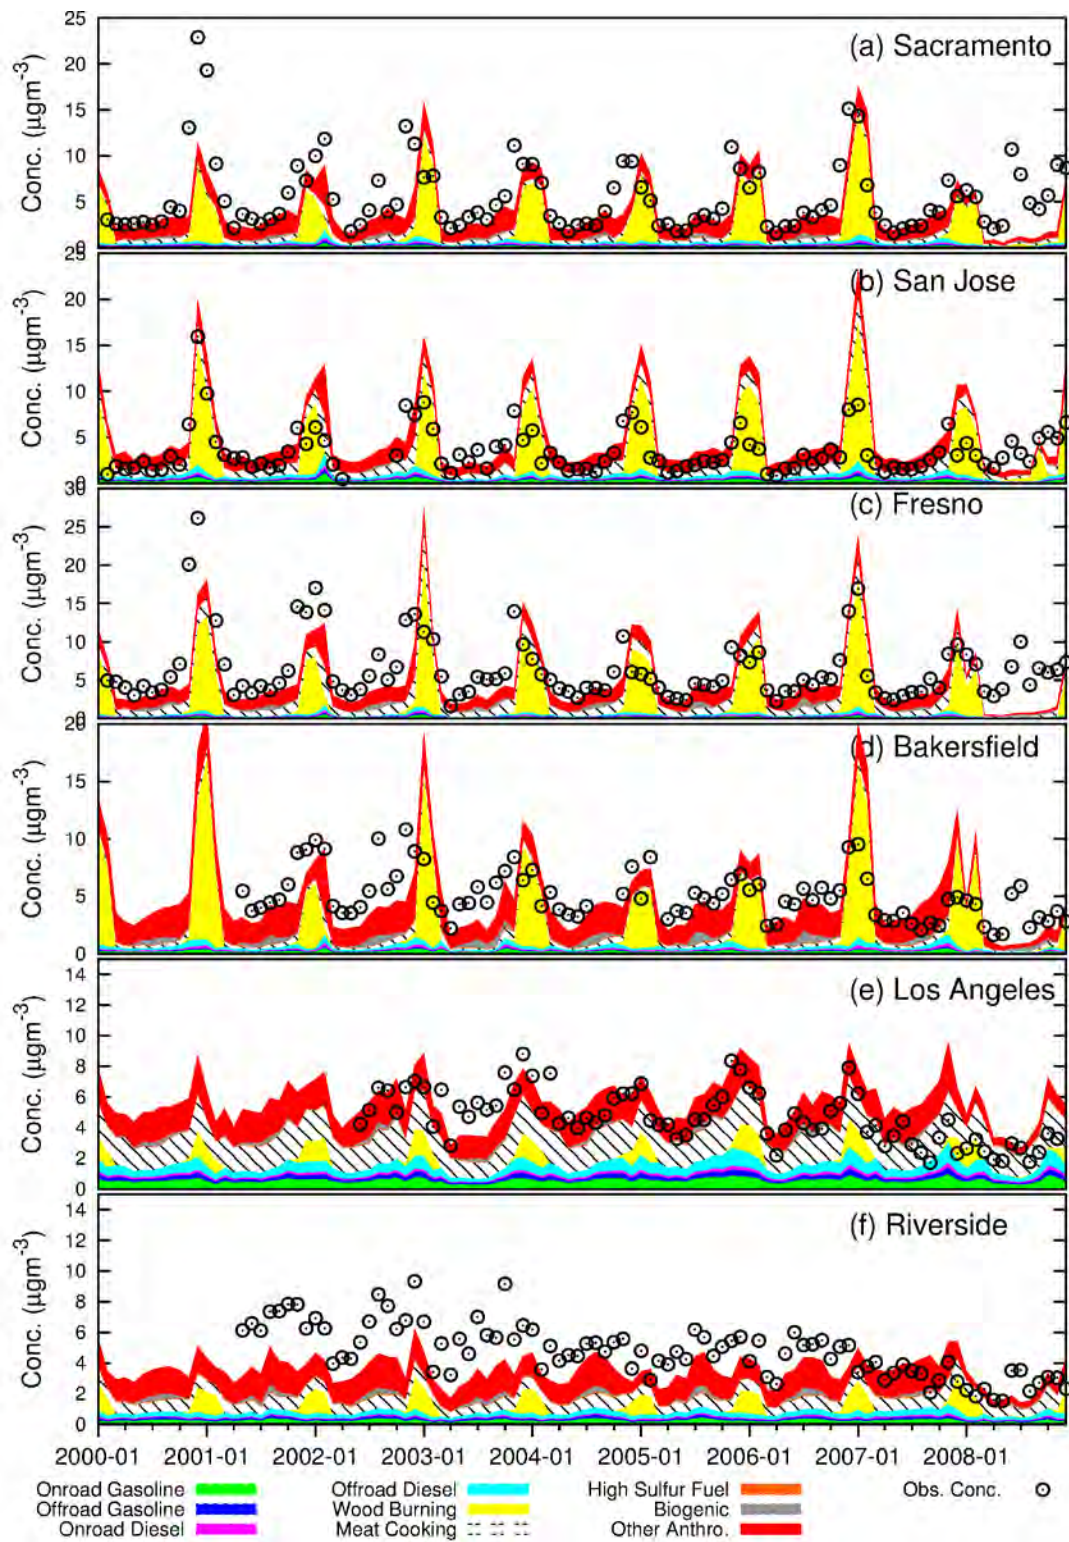 (a) Sacramento
Conc. (μgm-3)
25
20
15
10
5
0
(b) San Jose
Conc. (μgm-3)
25
20
15
10
5
0
(c) Fresno
Conc. (μgm-3)
30
25
20
15
10
5
0
(d) Bakersfield
Conc. (μgm-3)
20
15
10
5
0
(e) Los Angeles
Conc. (μgm-3)
14
12
10
8
6
4
2
0
(f) Riverside
Conc. (μgm-3)
14
12
10
8
6
4
2
0
2000-01 2001-01 2002-01 2003-01 2004-01 2005-01 2006-01 2007-01 2008-01
Onroad Gasoline Offroad Diesel High Sulfur Fuel Obs. Conc.
Offroad Gasoline Wood Burning Biogenic
Onroad Diesel Meat Cooking Other Anthro.